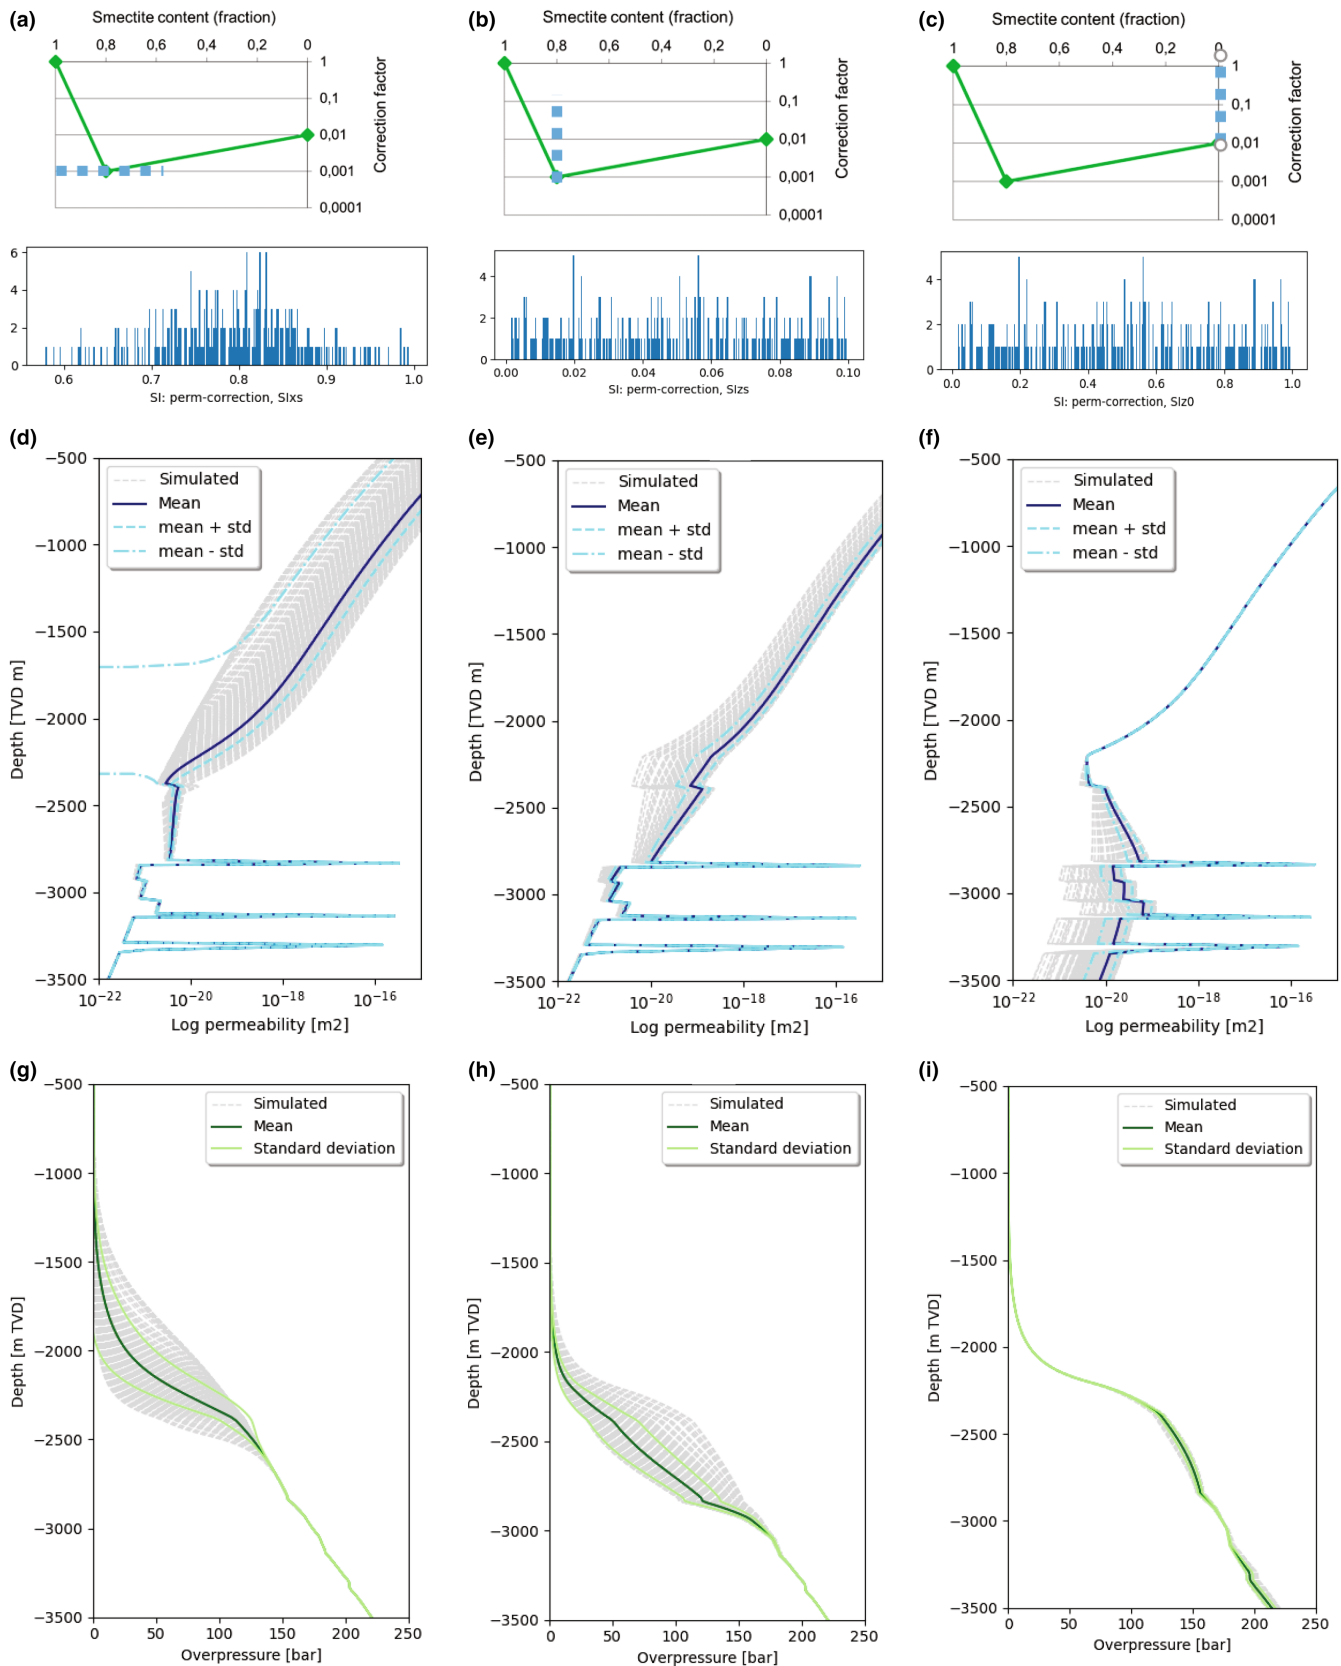 (a)
Smectite content (fraction)
1 0,8 0,6 0,4 0,2 0
1
0,1
0,01
0,001
0,0001
Correction factor
6
4
2
0
0.6 0.7 0.8 0.9 1.0
SI: perm-correction, SIxs
(b)
Smectite content (fraction)
1 0,8 0,4 0,2 0
1
0,1
0,01
0,001
0,0001
Correction factor
4
2
0
0.00 0.02 0.04 0.06 0.08 0.10
SI: perm-correction, SIzs
(c)
Smectite content (fraction)
1 0,8 0,4 0,2 0
1
0,1
0,01
0,001
0,0001
Correction factor
4
2
0
0.0 0.2 0.4 0.6 0.8 1.0
SI: perm-correction, SIz0
(d)
Simulated
Mean
mean + std
mean - std
−500
−1000
−1500
−2000
−2500
−3000
−3500
Depth [TVD m]
10⁻²² 10⁻²⁰ 10⁻¹⁸ 10⁻¹⁶
Log permeability [m2]
(e)
Simulated
Mean
mean + std
mean - std
−500
−1000
−1500
−2000
−2500
−3000
−3500
Depth [TVD m]
10⁻²² 10⁻²⁰ 10⁻¹⁸ 10⁻¹⁶
Log permeability [m2]
(f)
Simulated
Mean
mean + std
mean - std
−500
−1000
−1500
−2000
−2500
−3000
−3500
Depth [TVD m]
10⁻²² 10⁻²⁰ 10⁻¹⁸ 10⁻¹⁶
Log permeability [m2]
(g)
Simulated
Mean
Standard deviation
−500
−1000
−1500
−2000
−2500
−3000
−3500
Depth [m TVD]
0 50 100 150 200 250
Overpressure [bar]
(h)
Simulated
Mean
Standard deviation
−500
−1000
−1500
−2000
−2500
−3000
−3500
Depth [m TVD]
0 50 100 150 200 250
Overpressure [bar]
(i)
Simulated
Mean
Standard deviation
−500
−1000
−1500
−2000
−2500
−3000
−3500
Depth [m TVD]
0 50 100 150 200 250
Overpressure [bar]